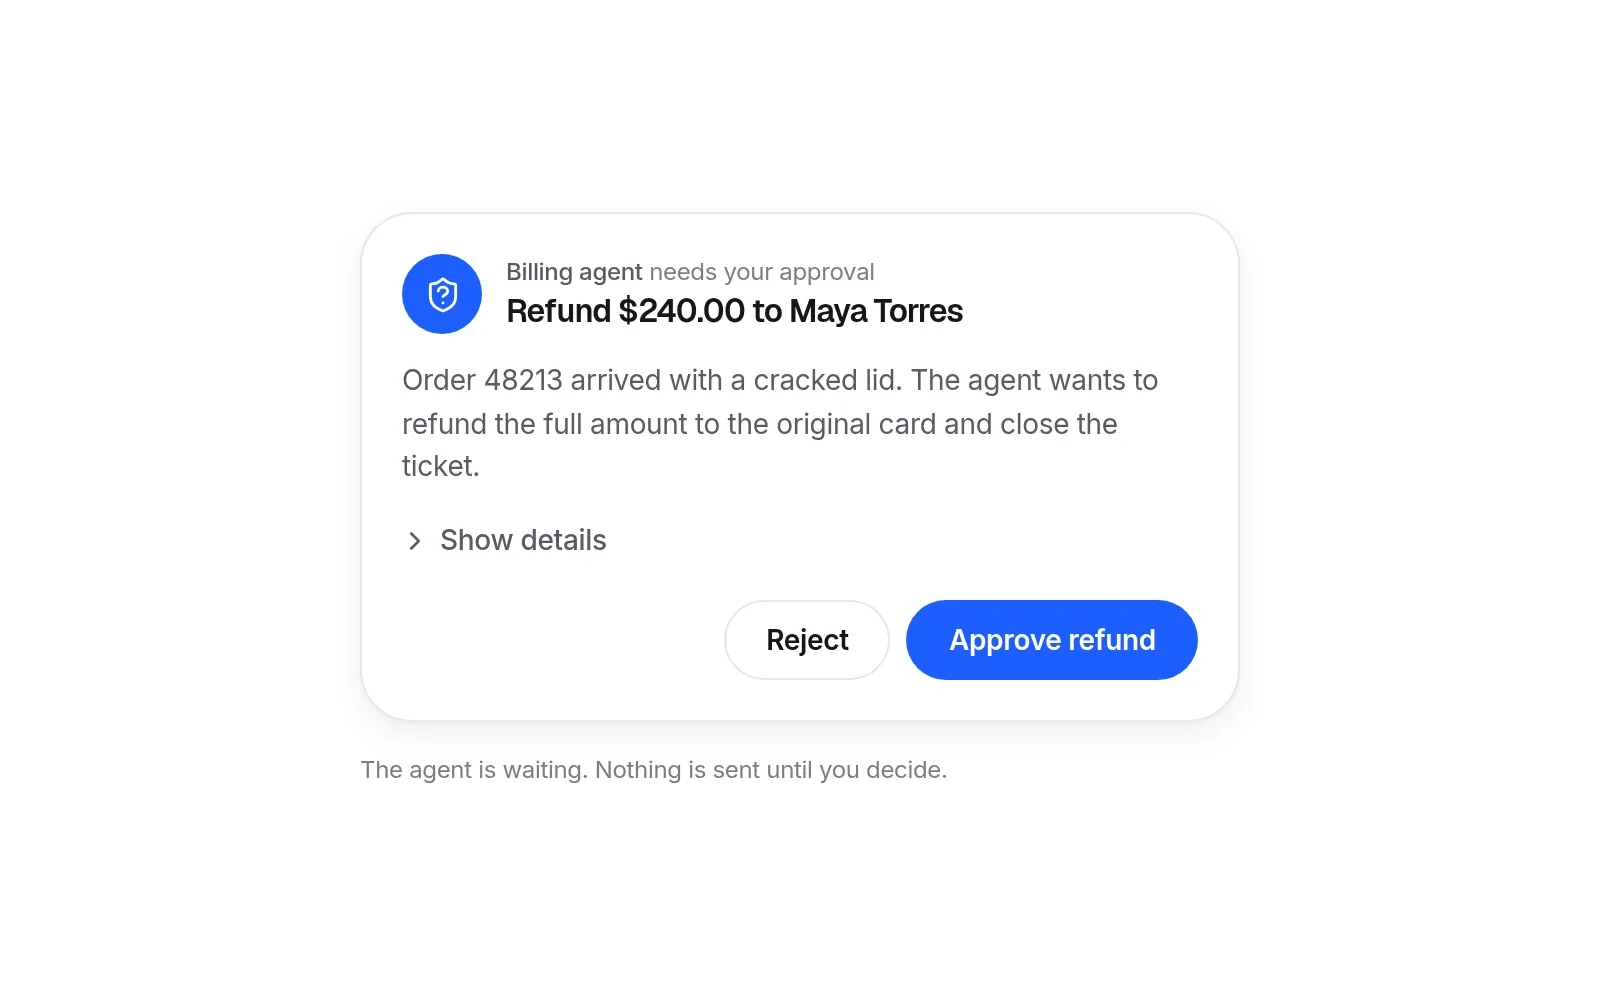 Billing agent needs your approval
Refund $240.00 to Maya Torres
Order 48213 arrived with a cracked lid. The agent wants to
refund the full amount to the original card and close the
ticket.
Show details
Reject
Approve refund
The agent is waiting. Nothing is sent until you decide.